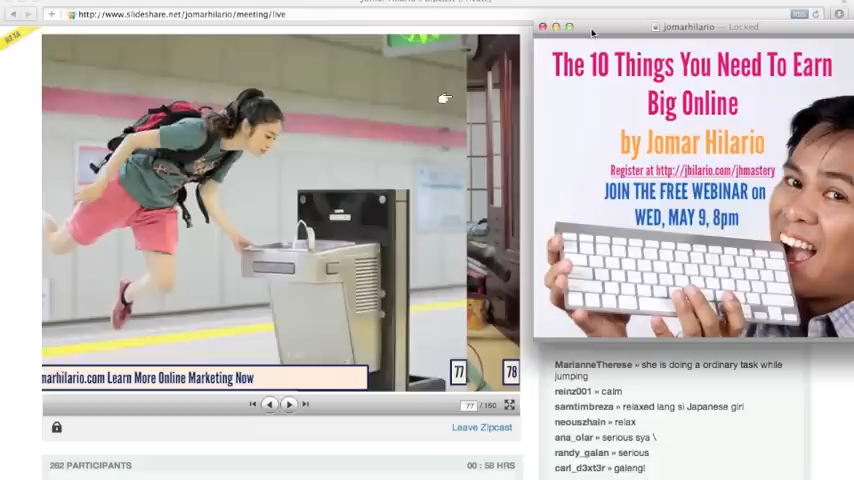 http://www.slideshare.net/jomarhilario/meeting/live
RSS
BETA
jomarhilario — Locked
The 10 Things You Need To Earn
Big Online
by Jomar Hilario
Register at http://jhilario.com/jhmastery
JOIN THE FREE WEBINAR on
WED, MAY 9, 8pm
marhilario.com Learn More Online Marketing Now
77
78
77 / 160
Leave Zipcast
262 PARTICIPANTS
00 : 58 HRS
MarianneTherese » she is doing a ordinary task while
jumping
reinz001 » calm
samtimbreza » relaxed lang si Japanese girl
neouszhain » relax
ana_olar » serious sya \
randy_galan » serious
carl_d3xt3r » galeng!